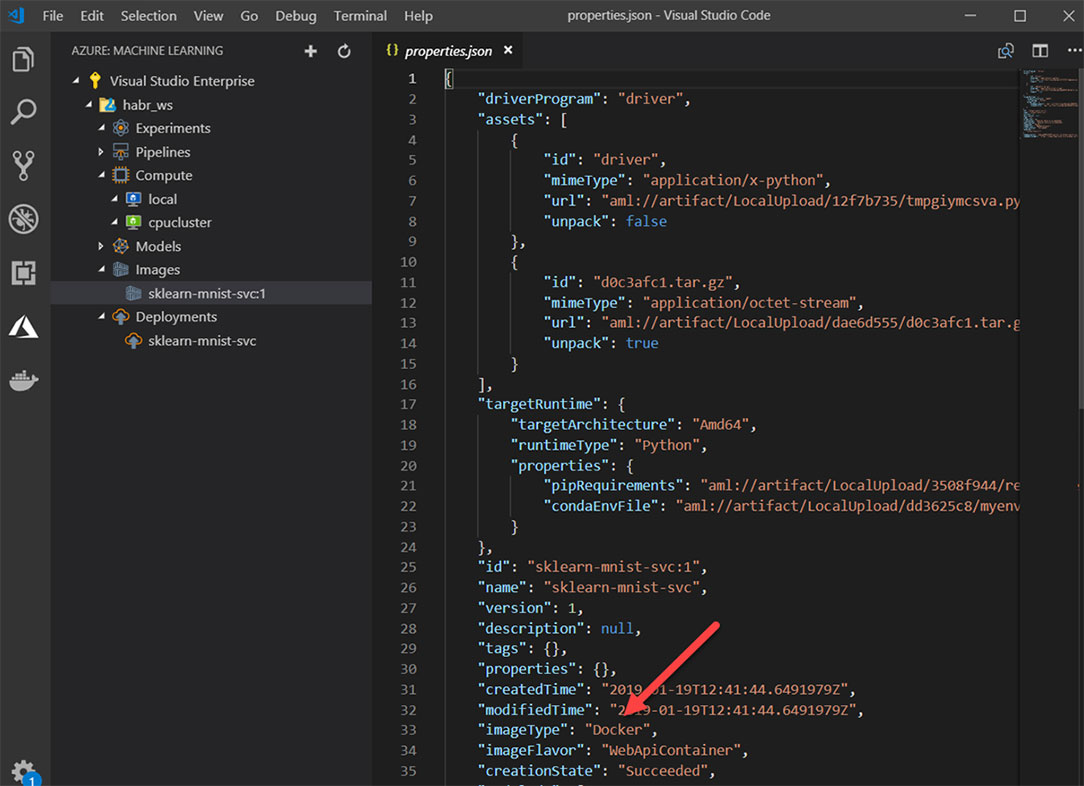 File Edit Selection View Go Debug Terminal Help
properties.json - Visual Studio Code
AZURE: MACHINE LEARNING
Visual Studio Enterprise
habr_ws
Experiments
Pipelines
Compute
local
cpucluster
Models
Images
sklearn-mnist-svc:1
Deployments
sklearn-mnist-svc
1
{} properties.json
1 {
2 "driverProgram": "driver",
3 "assets": [
4 {
5 "id": "driver",
6 "mimeType": "application/x-python",
7 "url": "aml://artifact/LocalUpload/12f7b735/tmpgiymcsva.py
8 "unpack": false
9 },
10 {
11 "id": "d0c3afc1.tar.gz",
12 "mimeType": "application/octet-stream",
13 "url": "aml://artifact/LocalUpload/dae6d555/d0c3afc1.tar.g
14 "unpack": true
15 }
16 ],
17 "targetRuntime": {
18 "targetArchitecture": "Amd64",
19 "runtimeType": "Python",
20 "properties": {
21 "pipRequirements": "aml://artifact/LocalUpload/3508f944/re
22 "condaEnvFile": "aml://artifact/LocalUpload/dd3625c8/myenv
23 }
24 },
25 "id": "sklearn-mnist-svc:1",
26 "name": "sklearn-mnist-svc",
27 "version": 1,
28 "description": null,
29 "tags": {},
30 "properties": {},
31 "createdTime": "2019-01-19T12:41:44.6491979Z",
32 "modifiedTime": "2019-01-19T12:41:44.6491979Z",
33 "imageType": "Docker",
34 "imageFlavor": "WebApiContainer",
35 "creationState": "Succeeded",